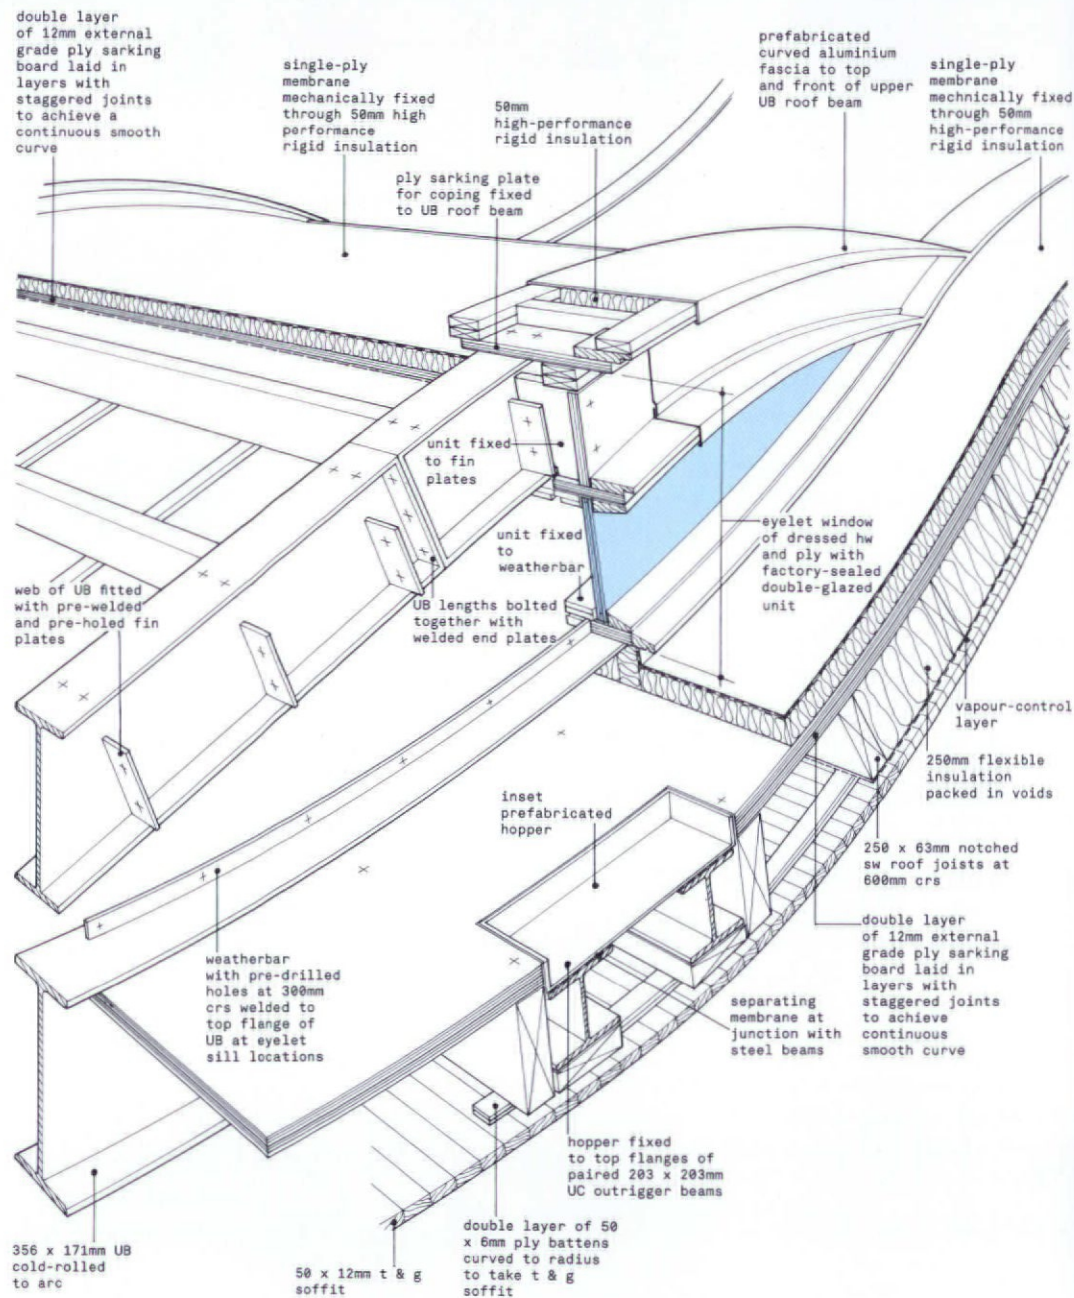 double layer
of 12mm external
grade ply sarking
board laid in
layers with
staggered joints
to achieve a
continuous smooth
curve
single-ply
membrane
mechanically fixed
through 50mm high
performance
rigid insulation
50mm
high-performance
rigid insulation
prefabricated
curved aluminium
fascia to top
and front of upper
UB roof beam
single-ply
membrane
mechnically fixed
through 50mm
high-performance
rigid insulation
ply sarking plate
for coping fixed
to UB roof beam
unit fixed
to fin
plates
unit fixed
to
weatherbar
eyelet window
of dressed hw
and ply with
factory-sealed
double-glazed
unit
web of UB fitted
with pre-welded
and pre-holed fin
plates
UB lengths bolted
together with
welded end plates
vapour-control
layer
250mm flexible
insulation
packed in voids
inset
prefabricated
hopper
250 x 63mm notched
sw roof joists at
600mm crs
weatherbar
with pre-drilled
holes at 300mm
crs welded to
top flange of
UB at eyelet
sill locations
separating
membrane at
junction with
steel beams
double layer
of 12mm external
grade ply sarking
board laid in
layers with
staggered joints
to achieve
continuous
smooth curve
hopper fixed
to top flanges of
paired 203 x 203mm
UC outrigger beams
356 x 171mm UB
cold-rolled
to arc
50 x 12mm t & g
soffit
double layer of 50
x 6mm ply battens
curved to radius
to take t & g
soffit